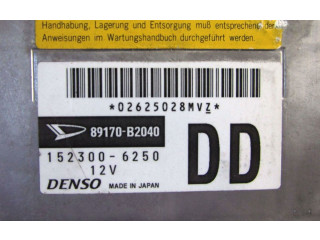 Handhabung, Lagerung und Entsorgung muß entsprechend der
Anweisungen im Wartungshandbuch durchgeführt werden.
*02625028MVZ*
89170-B2040
152300-6250
12V
DD
DENSO MADE IN JAPAN